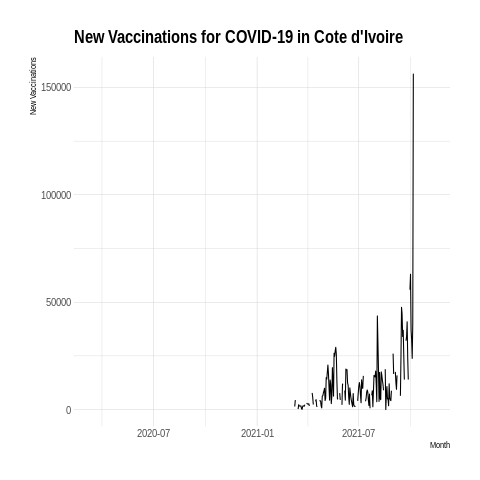 New Vaccinations for COVID-19 in Cote d'Ivoire
New Vaccinations
150000
100000
50000
0
2020-07 2021-01 2021-07
Month